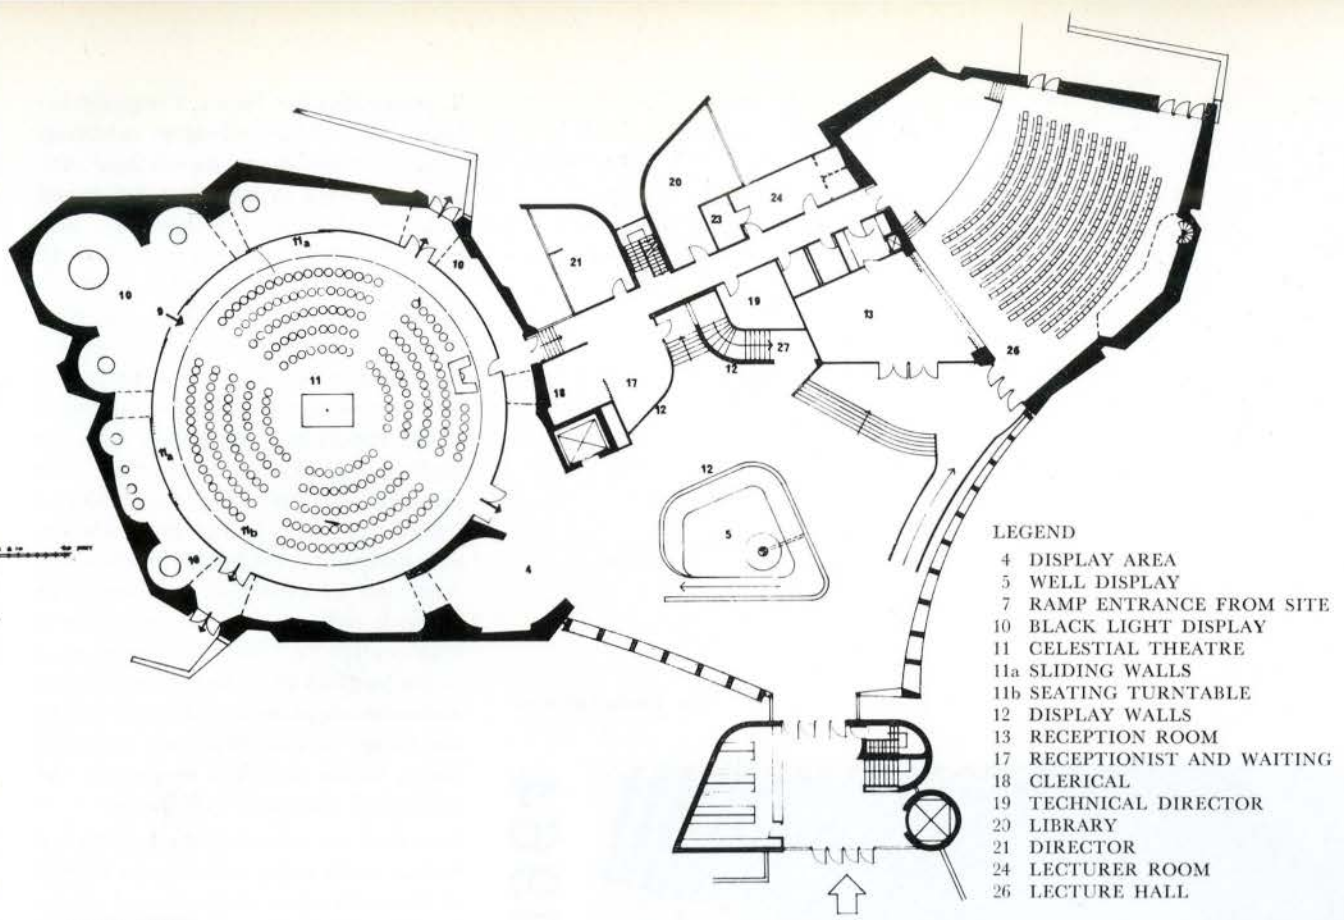 20
24
23
11a
10
21
19
9
13
10
27
11
12
26
17
18
12
12
11a
11b
5
10
4
LEGEND
4 DISPLAY AREA
5 WELL DISPLAY
7 RAMP ENTRANCE FROM SITE
10 BLACK LIGHT DISPLAY
11 CELESTIAL THEATRE
11a SLIDING WALLS
11b SEATING TURNTABLE
12 DISPLAY WALLS
13 RECEPTION ROOM
17 RECEPTIONIST AND WAITING
18 CLERICAL
19 TECHNICAL DIRECTOR
20 LIBRARY
21 DIRECTOR
24 LECTURER ROOM
26 LECTURE HALL